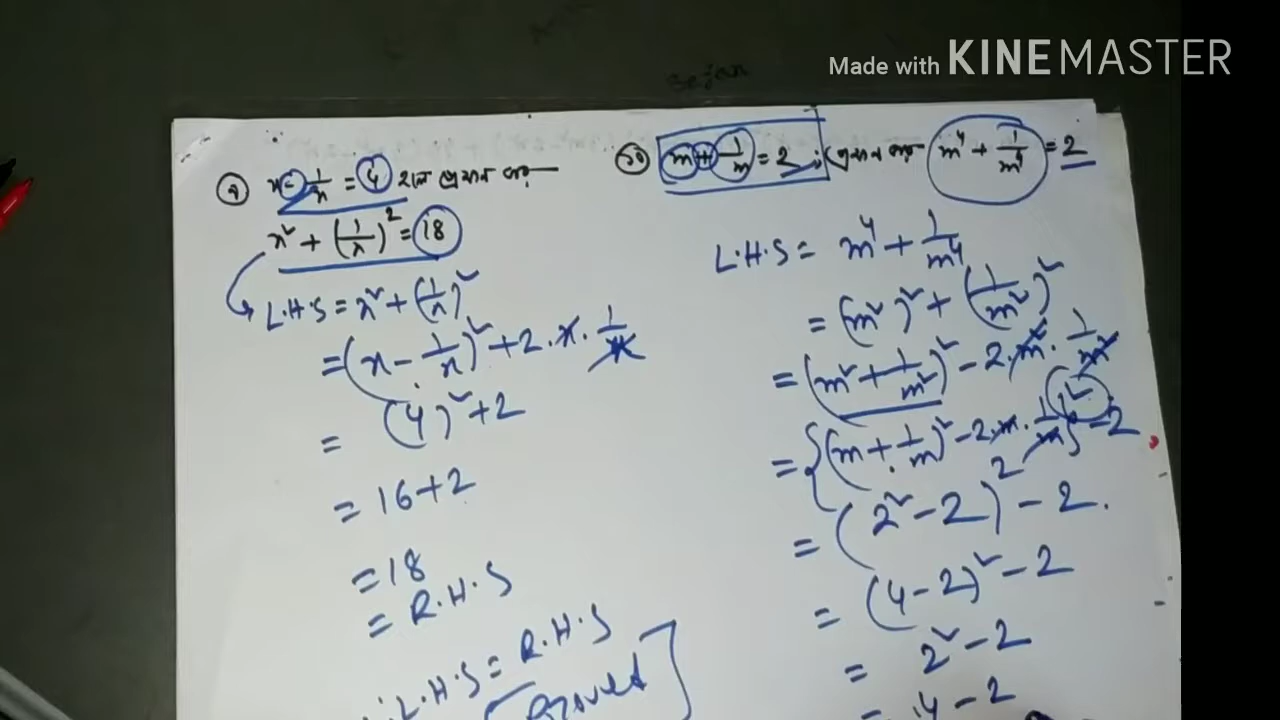 Made with KINEMASTER
৯) x - 1/x = 4 হলে প্রমাণ কর
x² + (1/x)² = 18
L.H.S = x² + (1/x)²
= (x - 1/x)² + 2.x.1/x
= (4)² + 2
= 16+2
= 18
= R.H.S
∴ L.H.S = R.H.S
[Proved]
১০) m + 1/m = 2 ; প্রমাণ কর m⁴ + 1/m⁴ = 2
L.H.S = m⁴ + 1/m⁴
= (m²)² + (1/m²)²
= (m² + 1/m²)² - 2.m².1/m²
= {(m + 1/m)² - 2.m.1/m}² - 2
= (2² - 2)² - 2.
= (4-2)² - 2
= 2² - 2
= 4 - 2